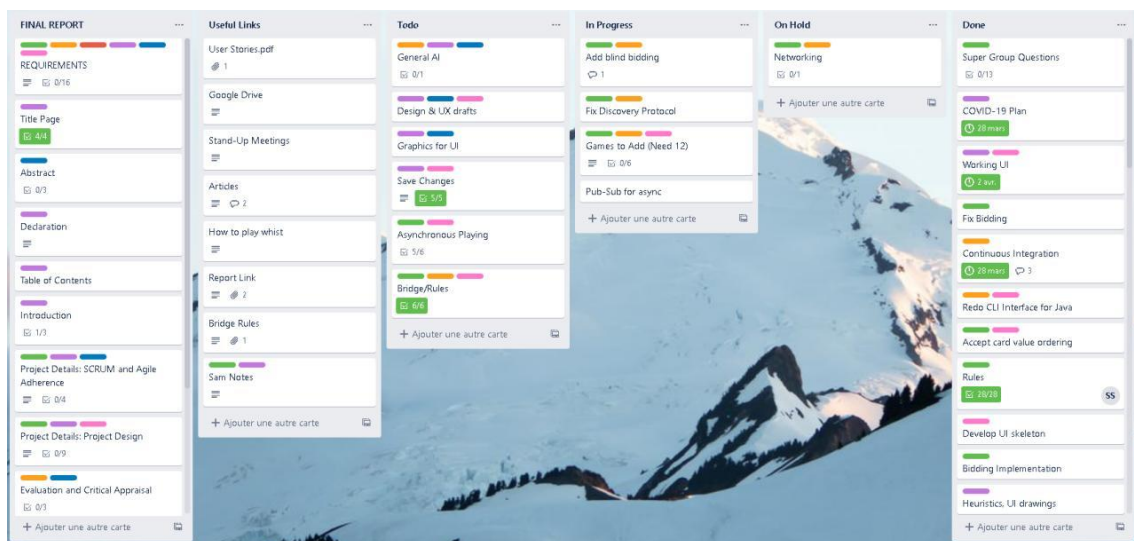 FINAL REPORT
REQUIREMENTS
0/16
Title Page
4/4
Abstract
0/3
Declaration
Table of Contents
Introduction
1/3
Project Details: SCRUM and Agile
Adherence
0/4
Project Details: Project Design
0/9
Evaluation and Critical Appraisal
0/3
+ Ajouter une autre carte
Useful Links
User Stories.pdf
1
Google Drive
Stand-Up Meetings
Articles
2
How to play whist
Report Link
2
Bridge Rules
1
Sam Notes
+ Ajouter une autre carte
Todo
General AI
0/1
Design & UX drafts
Graphics for UI
Save Changes
5/5
Asynchronous Playing
5/6
Bridge/Rules
6/6
+ Ajouter une autre carte
In Progress
Add blind bidding
1
Fix Discovery Protocol
Games to Add (Need 12)
0/6
Pub-Sub for async
+ Ajouter une autre carte
On Hold
Networking
0/1
+ Ajouter une autre carte
Done
Super Group Questions
0/13
COVID-19 Plan
28 mars
Working UI
2 avr.
Fix Bidding
Continuous Integration
28 mars 3
Redo CLI Interface for Java
Accept card value ordering
Rules
20/20
SS
Develop UI skeleton
Bidding Implementation
Heuristics, UI drawings
+ Ajouter une autre carte